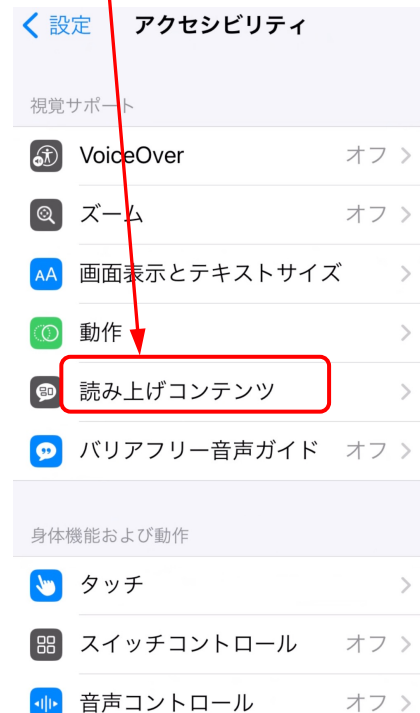 設定 アクセシビリティ
視覚サポート
VoiceOver オフ
ズーム オフ
画面表示とテキストサイズ
動作
読み上げコンテンツ
バリアフリー音声ガイド オフ
身体機能および動作
タッチ
スイッチコントロール オフ
音声コントロール オフ